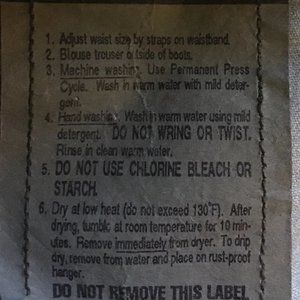 1. Adjust waist size by straps on waistband.
2. Blouse trouser outside of boots.
3. Machine washing. Use Permanent Press
Cycle. Wash in warm water with mild deter-
gent.
4. Hand washing. Wash in warm water using mild
detergent. DO NOT WRING OR TWIST.
Rinse in clean warm water.
5. DO NOT USE CHLORINE BLEACH OR
STARCH.
6. Dry at low heat (do not exceed 130°F). After
drying, tumble at room temperature for 10 min-
utes. Remove immediately from dryer. To drip
dry, remove from water and place on rust-proof
hanger.
DO NOT REMOVE THIS LABEL